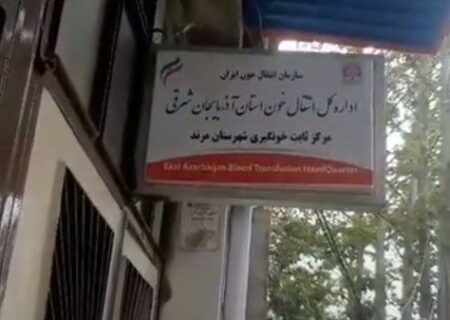 سازمان انتقال خون ایران
اداره کل انتقال خون استان آذربایجان شرقی
مرکز ثابت خونگیری شهرستان مرند
East Azarbaijan Blood Transfusion HeadQuarter